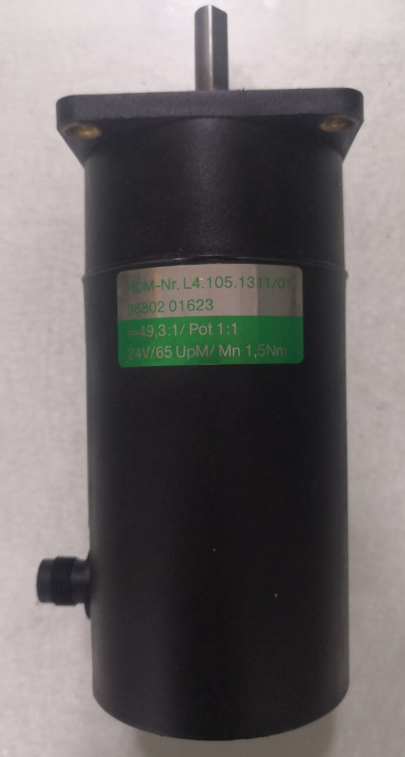 HDM-Nr. L4.105.1311/01
86802 01623
i=49,3:1/ Pot 1:1
24V/65 UpM/ Mn 1,5Nm